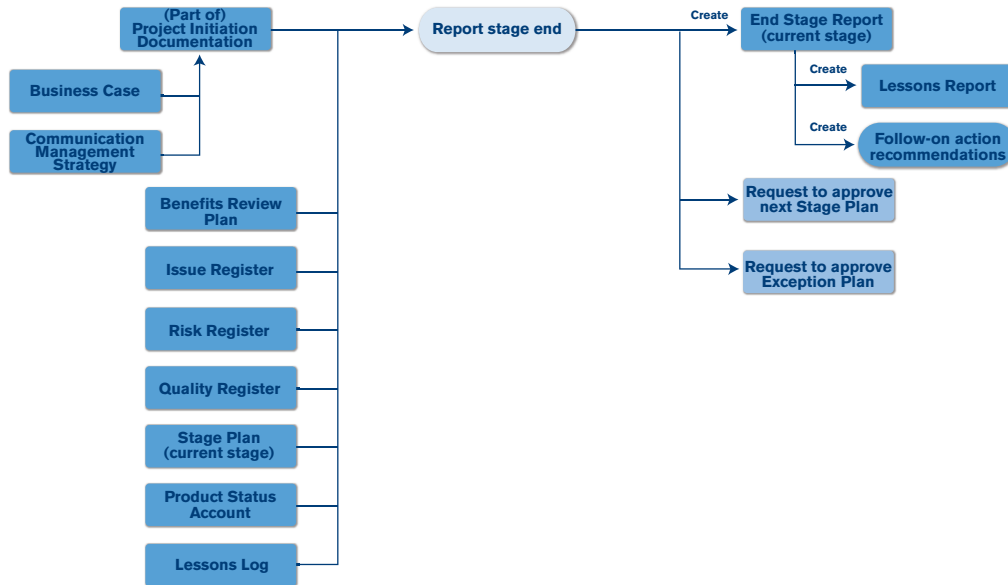 (Part of)
Project Initiation
Documentation
Business Case
Communication
Management
Strategy
Benefits Review
Plan
Issue Register
Risk Register
Quality Register
Stage Plan
(current stage)
Product Status
Account
Lessons Log
Report stage end
Create
End Stage Report
(current stage)
Create
Lessons Report
Create
Follow-on action
recommendations
Request to approve
next Stage Plan
Request to approve
Exception Plan